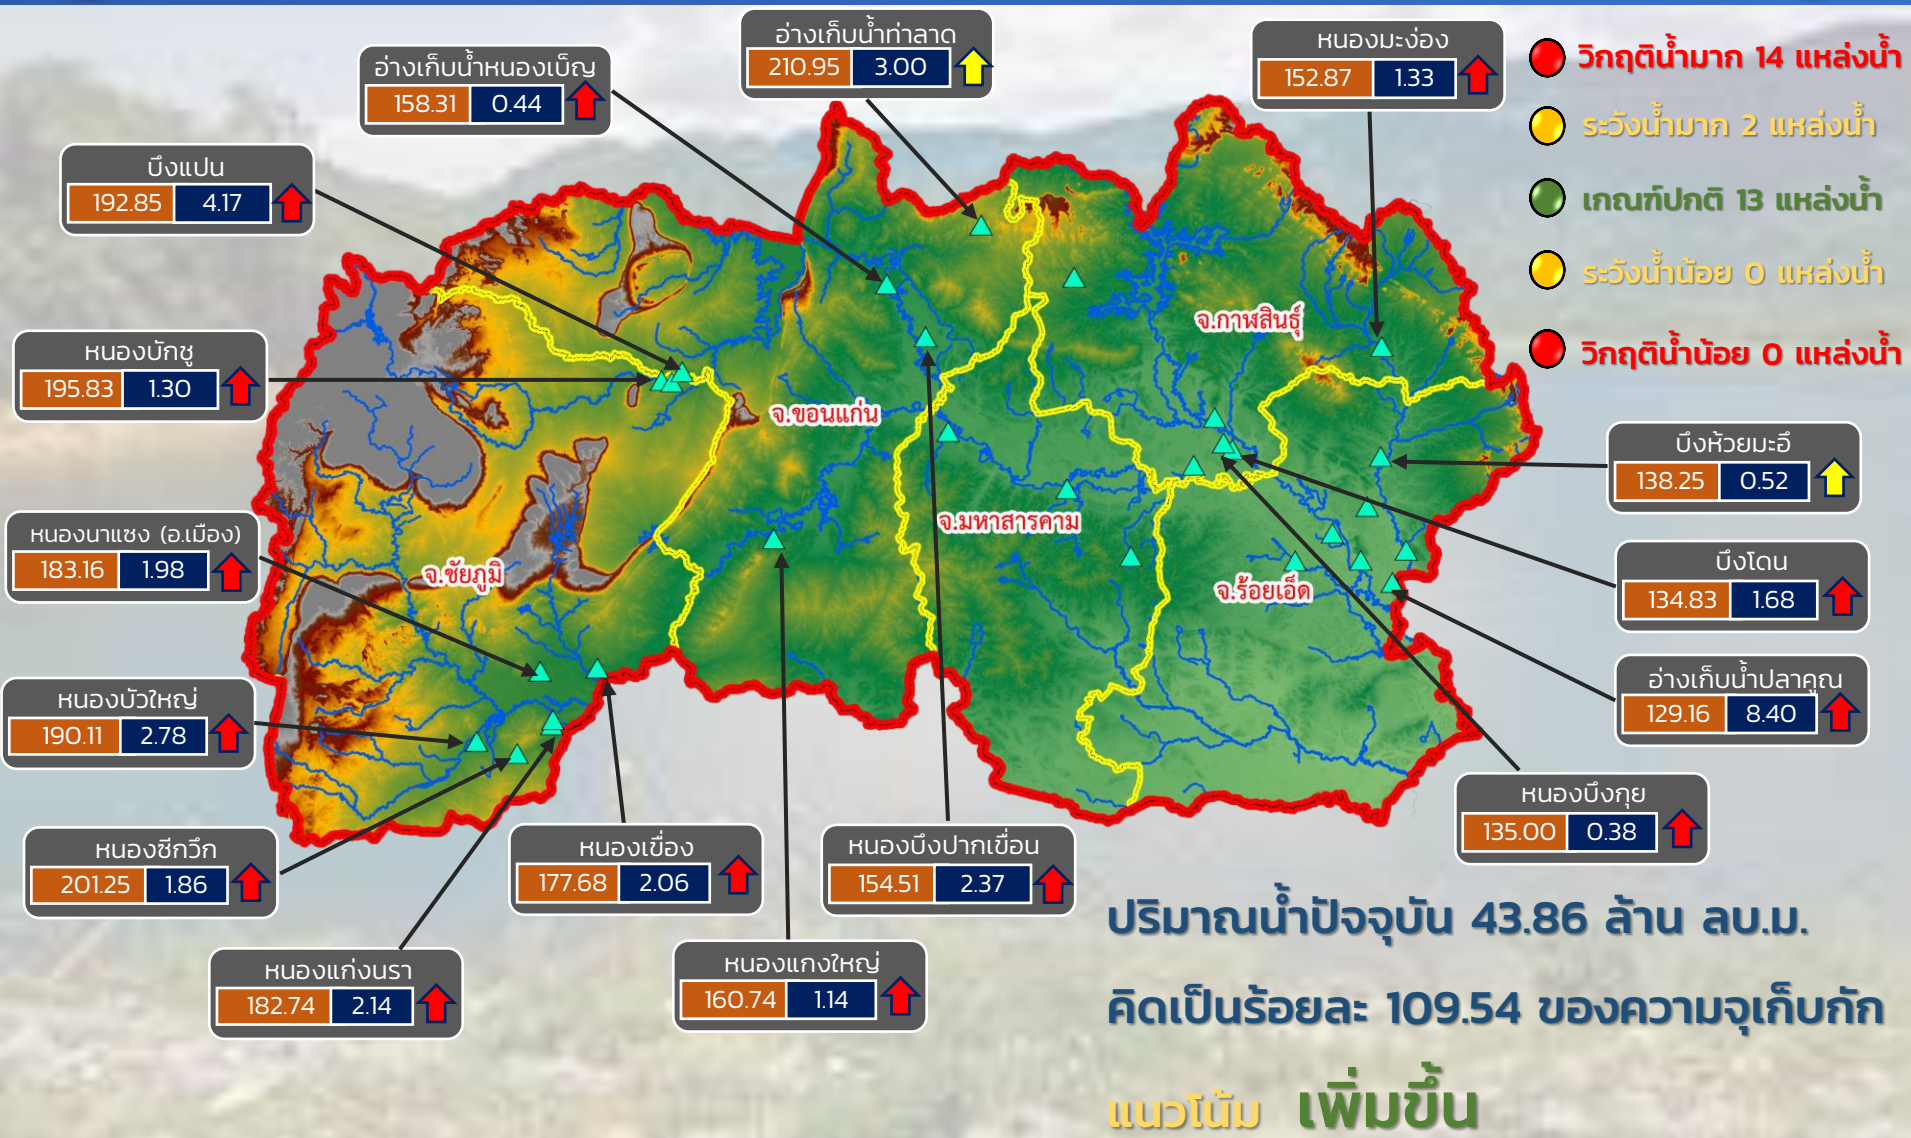 อ่างเก็บน้ำท่าลาด
210.95 3.00
หนองมะง่อง
152.87 1.33
อ่างเก็บน้ำหนองเบ็ญ
158.31 0.44
บึงแปน
192.85 4.17
หนองบักซู
195.83 1.30
หนองนาแซง (อ.เมือง)
183.16 1.98
หนองบัวใหญ่
190.11 2.78
หนองซีกวึก
201.25 1.86
หนองแก่งนรา
182.74 2.14
หนองเขื่อง
177.68 2.06
หนองแกงใหญ่
160.74 1.14
หนองบึงปากเขื่อน
154.51 2.37
หนองบึงกุย
135.00 0.38
อ่างเก็บน้ำปลาคูณ
129.16 8.40
บึงโดน
134.83 1.68
บึงห้วยมะอึ
138.25 0.52
วิกฤติน้ำมาก 14 แหล่งน้ำ
ระวังน้ำมาก 2 แหล่งน้ำ
เกณฑ์ปกติ 13 แหล่งน้ำ
ระวังน้ำน้อย 0 แหล่งน้ำ
วิกฤติน้ำน้อย 0 แหล่งน้ำ
จ.กาฬสินธุ์
จ.ขอนแก่น
จ.มหาสารคาม
จ.ชัยภูมิ
จ.ร้อยเอ็ด
ปริมาณน้ำปัจจุบัน 43.86 ล้าน ลบ.ม.
คิดเป็นร้อยละ 109.54 ของความจุเก็บกัก
แนวโน้ม เพิ่มขึ้น